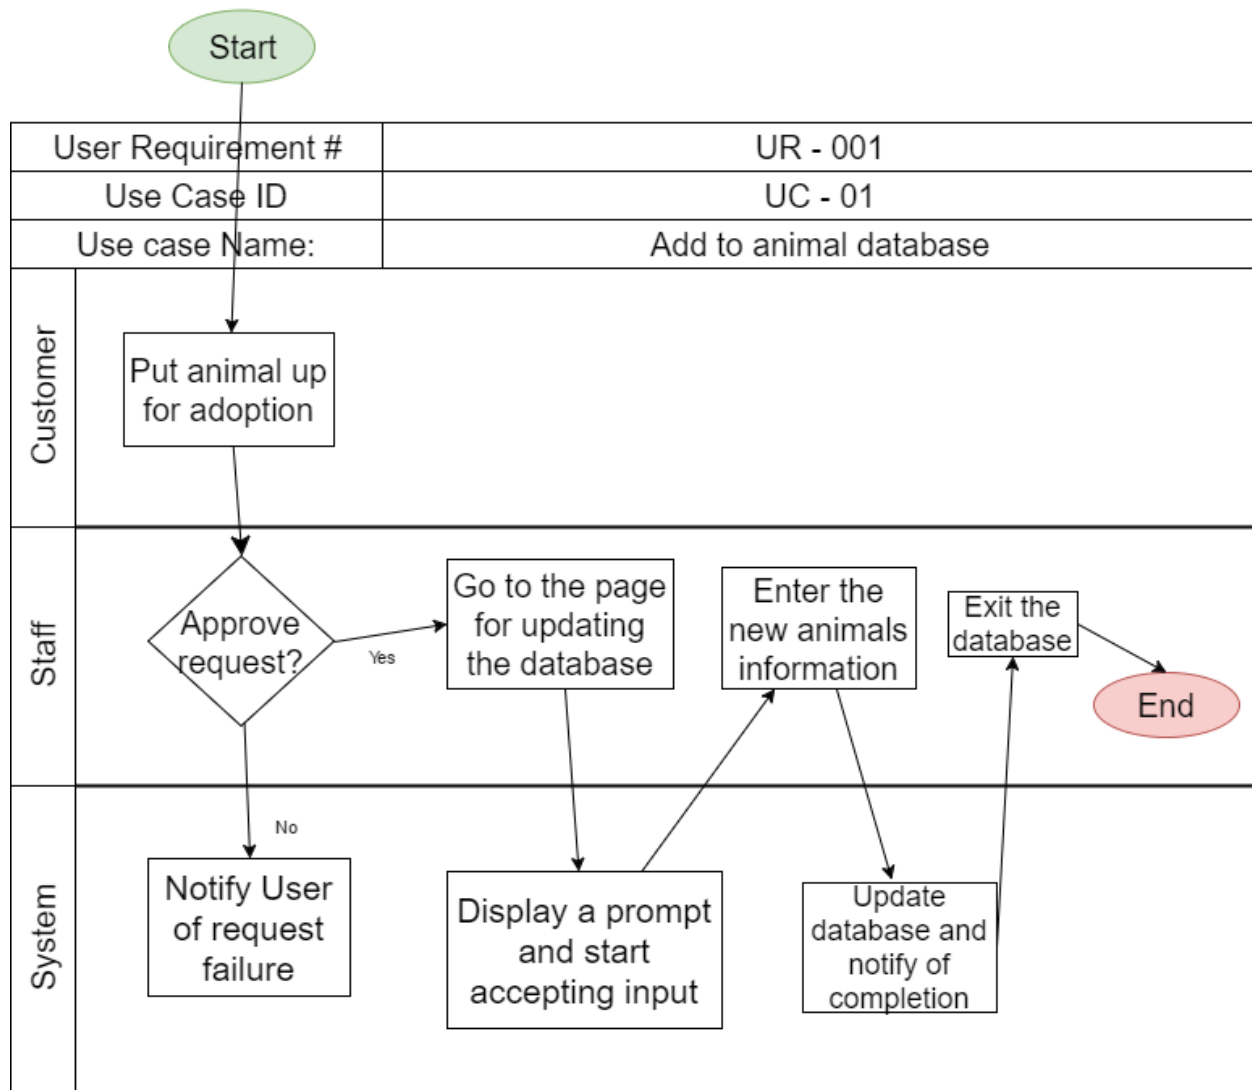 Start
User Requirement #
UR - 001
Use Case ID
UC - 01
Use case Name:
Add to animal database
Customer
Put animal up
for adoption
Staff
Approve
request?
Yes
Go to the page
for updating
the database
Enter the
new animals
information
Exit the
database
End
No
System
Notify User
of request
failure
Display a prompt
and start
accepting input
Update
database and
notify of
completion